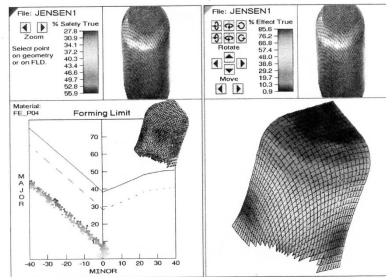 File: JENSEN1
Zoom
Select point
on geometry
or on FLD.
% Safety True
27.8
30.9
34.1
37.2
40.3
43.4
46.6
49.7
52.8
55.9
File: JENSEN1
Rotate
Move
% Effect True
85.6
76.2
66.8
57.4
48.0
38.6
29.2
19.7
10.3
0.9
Material:
FE_P04
Forming Limit
MAJOR
70
60
50
40
30
20
10
0
-40 -30 -20 -10 0 10 20 30 40
MINOR